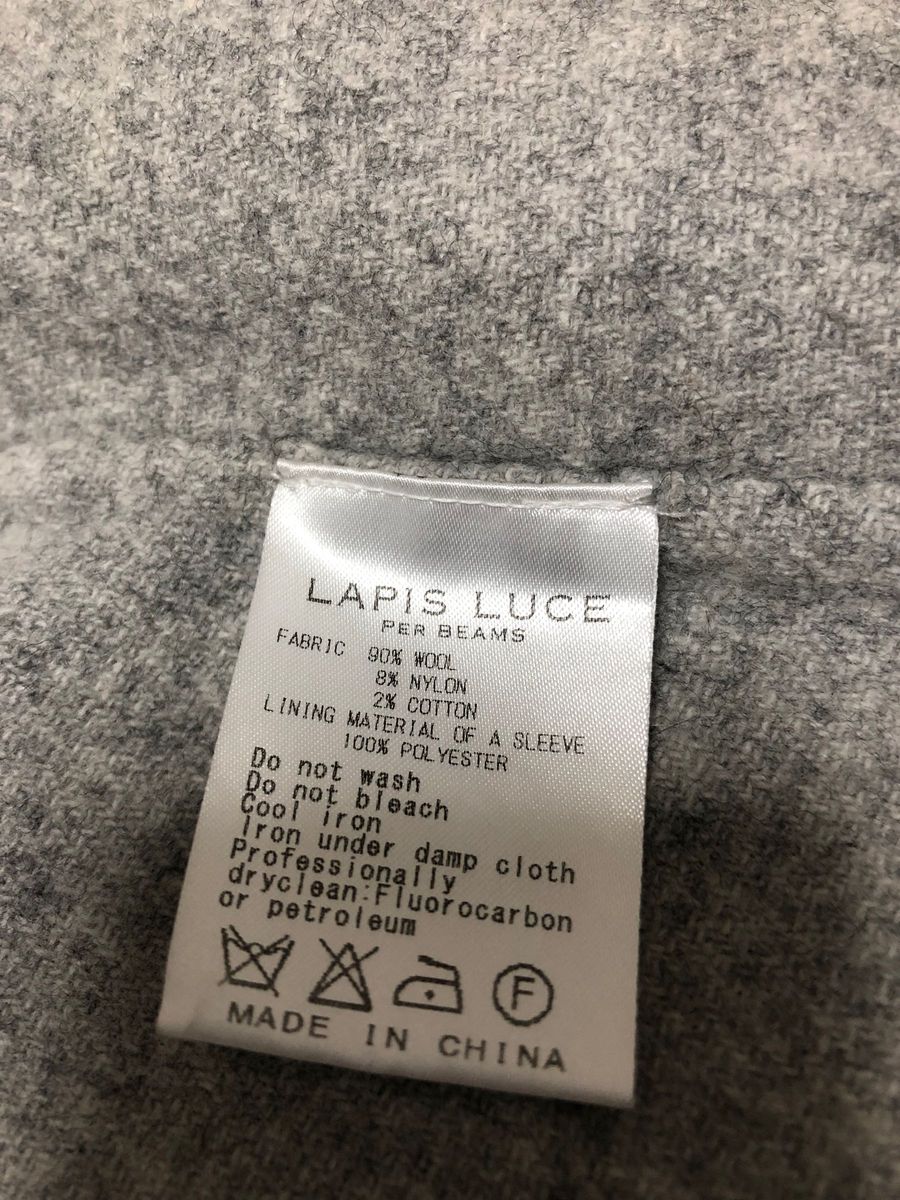 LAPIS LUCE
PER BEAMS
FABRIC 90% WOOL
8% NYLON
2% COTTON
LINING MATERIAL OF A SLEEVE
100% POLYESTER
Do not wash
Do not bleach
Cool iron
Iron under damp cloth
Professionally
dryclean:Fluorocarbon
or petroleum
F
MADE IN CHINA